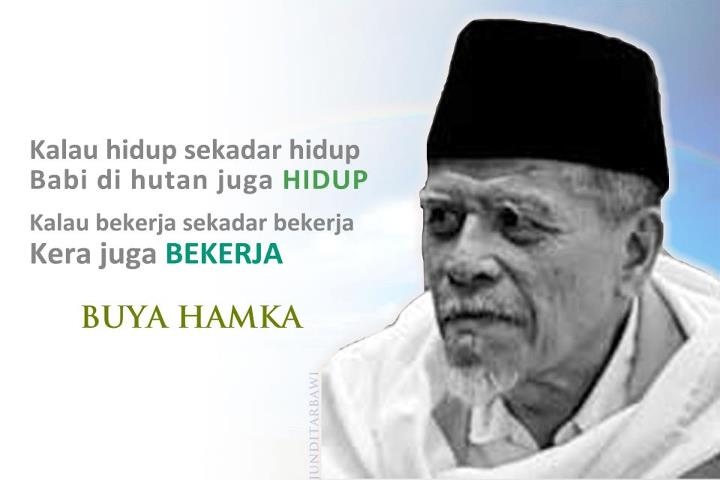 Kalau hidup sekadar hidup
Babi di hutan juga HIDUP
Kalau bekerja sekadar bekerja
Kera juga BEKERJA
BUYA HAMKA
JUNDITARBAWI